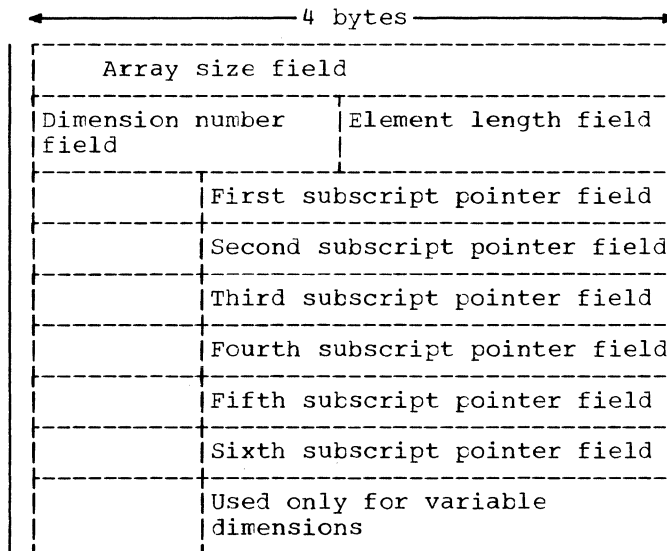 4 bytes
Array size field
Dimension number Element length field
field
First subscript pointer field
Second subscript pointer field
Third subscript pointer field
Fourth subscript pointer field
Fifth subscript pointer field
Sixth subscript pointer field
Used only for variable
dimensions